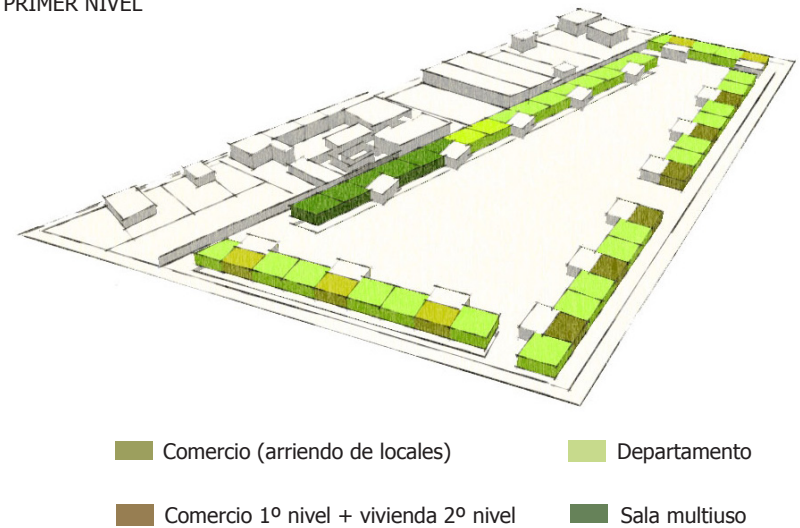 PRIMER NIVEL
Comercio (arriendo de locales)
Departamento
Comercio 1º nivel + vivienda 2º nivel
Sala multiuso